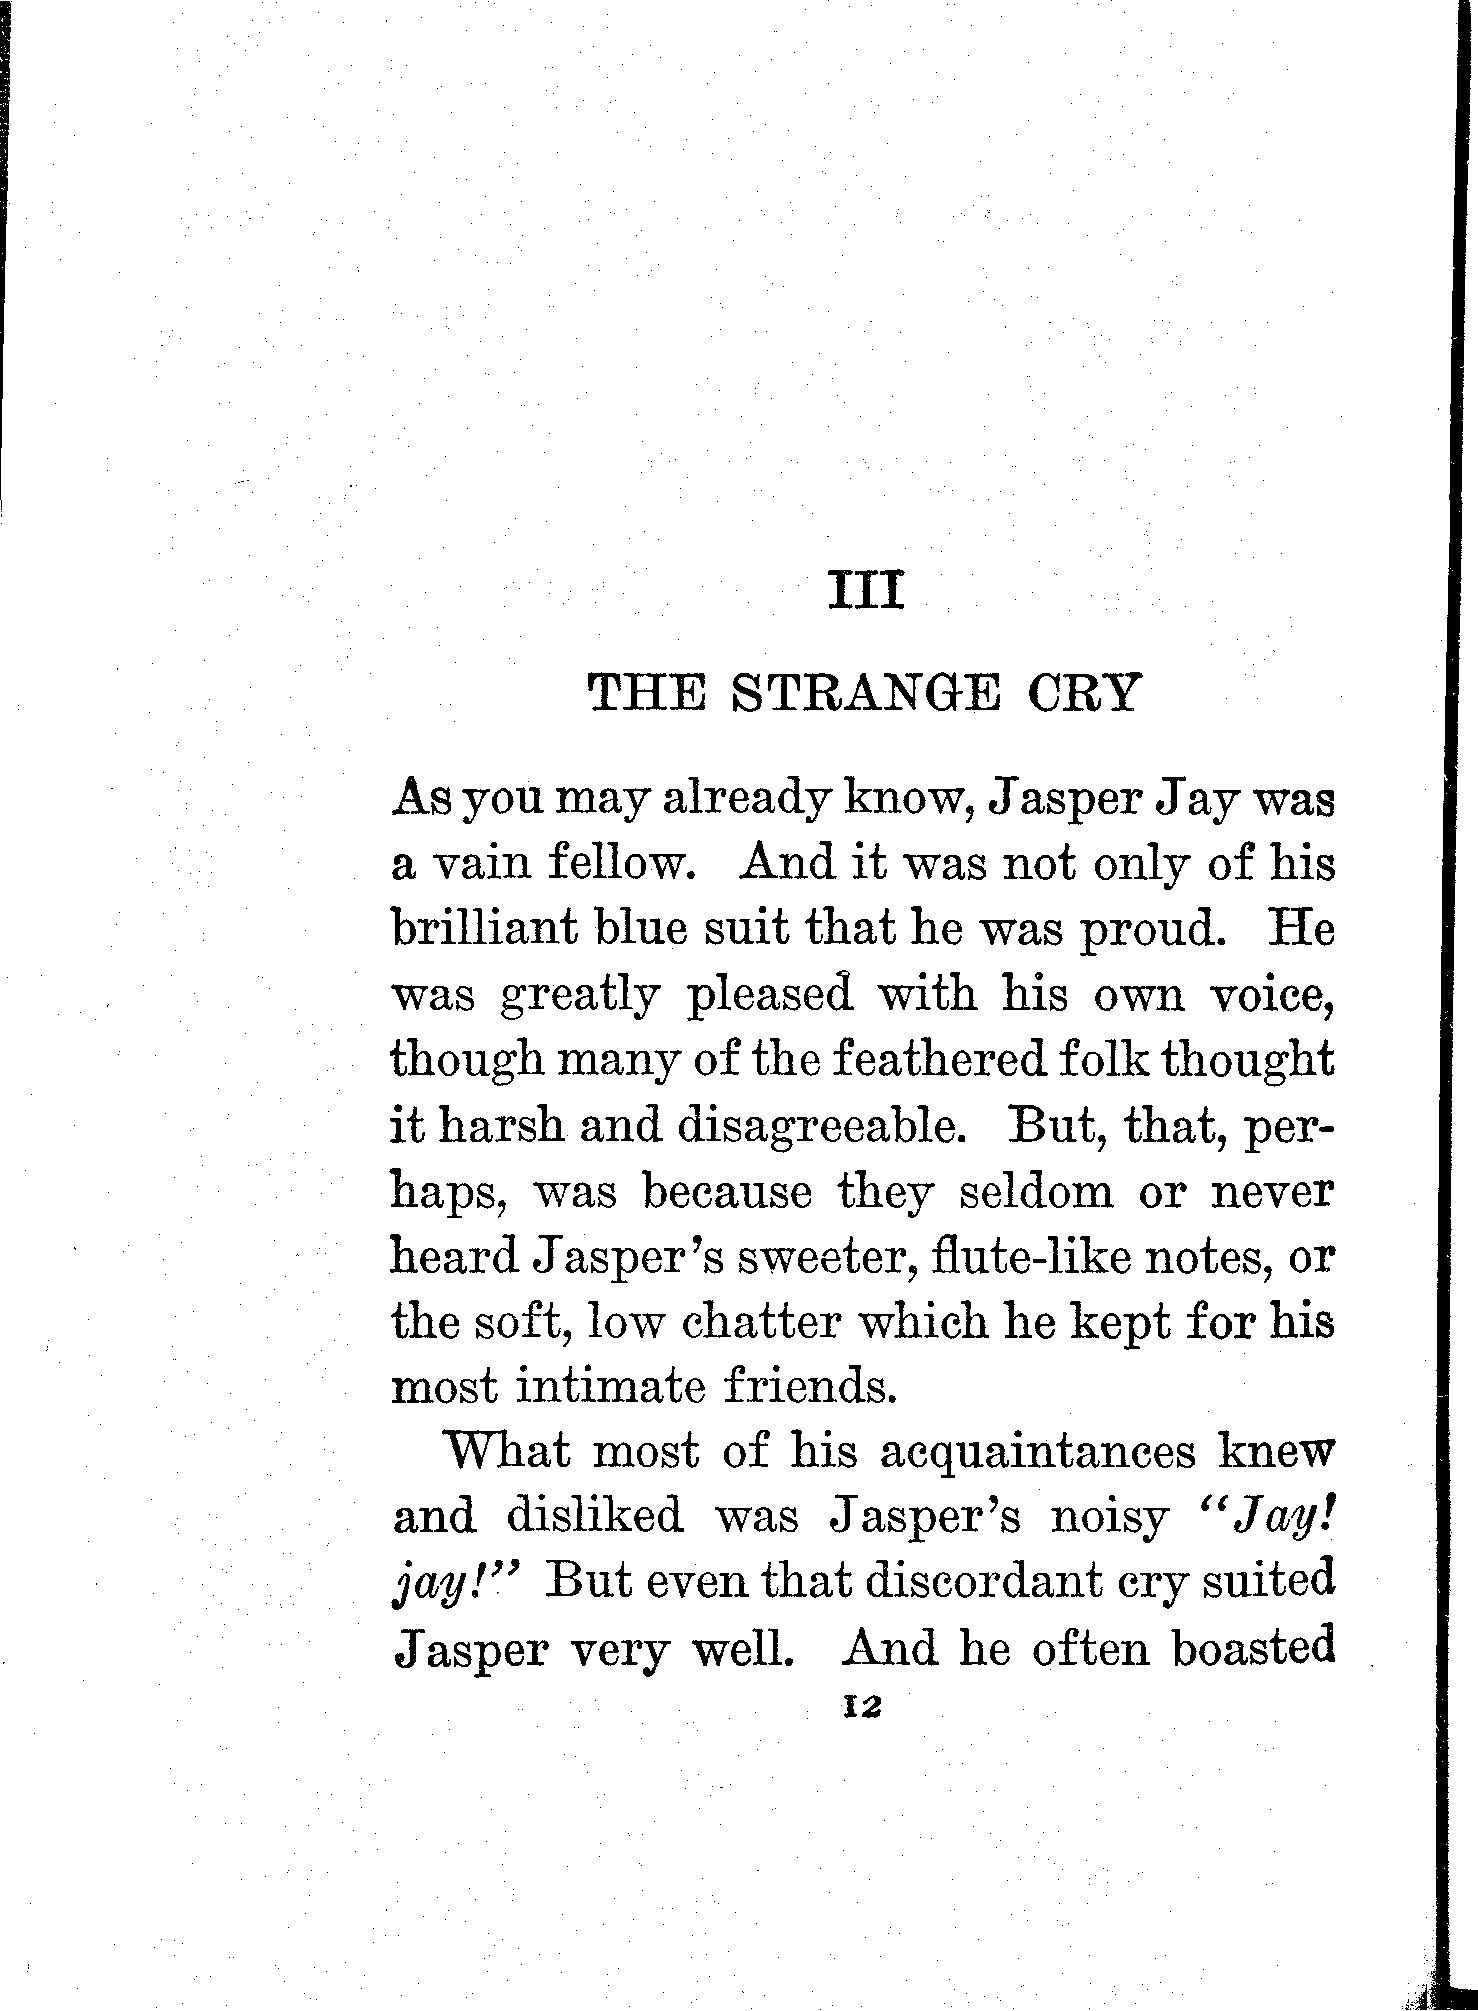 III
THE STRANGE CRY
As you may already know, Jasper Jay was
a vain fellow. And it was not only of his
brilliant blue suit that he was proud. He
was greatly pleased with his own voice,
though many of the feathered folk thought
it harsh and disagreeable. But, that, per-
haps, was because they seldom or never
heard Jasper's sweeter, flute-like notes, or
the soft, low chatter which he kept for his
most intimate friends.
What most of his acquaintances knew
and disliked was Jasper's noisy "Jay!
jay!" But even that discordant cry suited
Jasper very well. And he often boasted
12